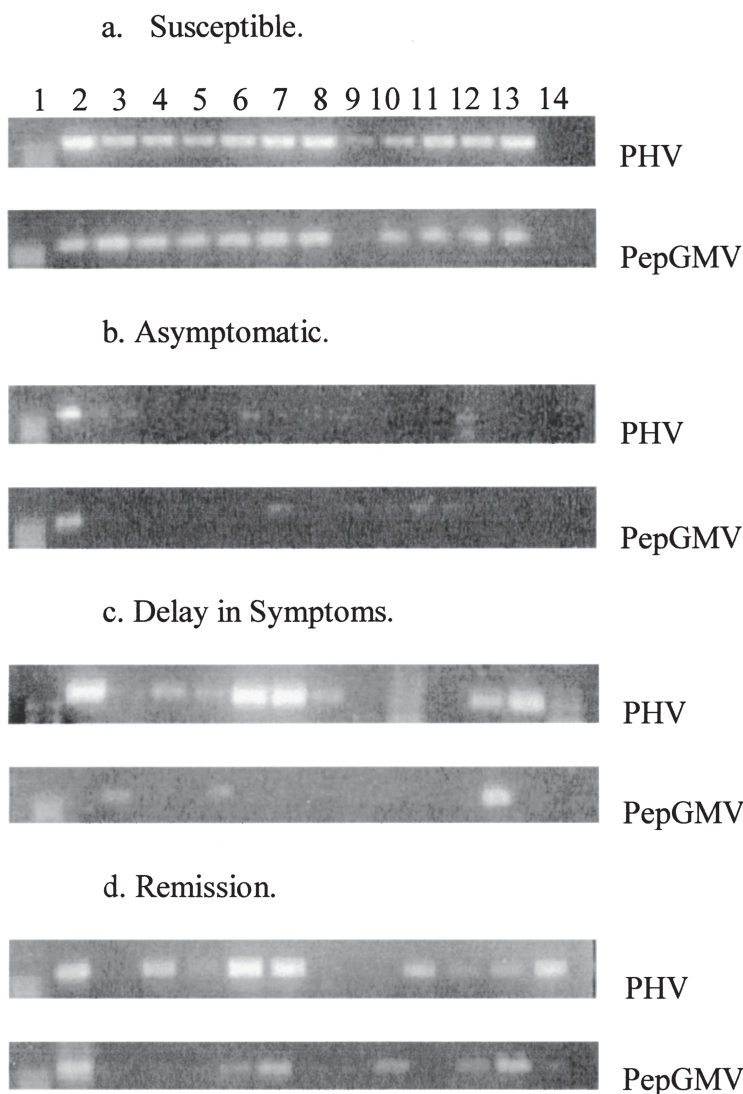 a. Susceptible.
1 2 3 4 5 6 7 8 9 10 11 12 13 14
PHV
PepGMV
b. Asymptomatic.
PHV
PepGMV
c. Delay in Symptoms.
PHV
PepGMV
d. Remission.
PHV
PepGMV